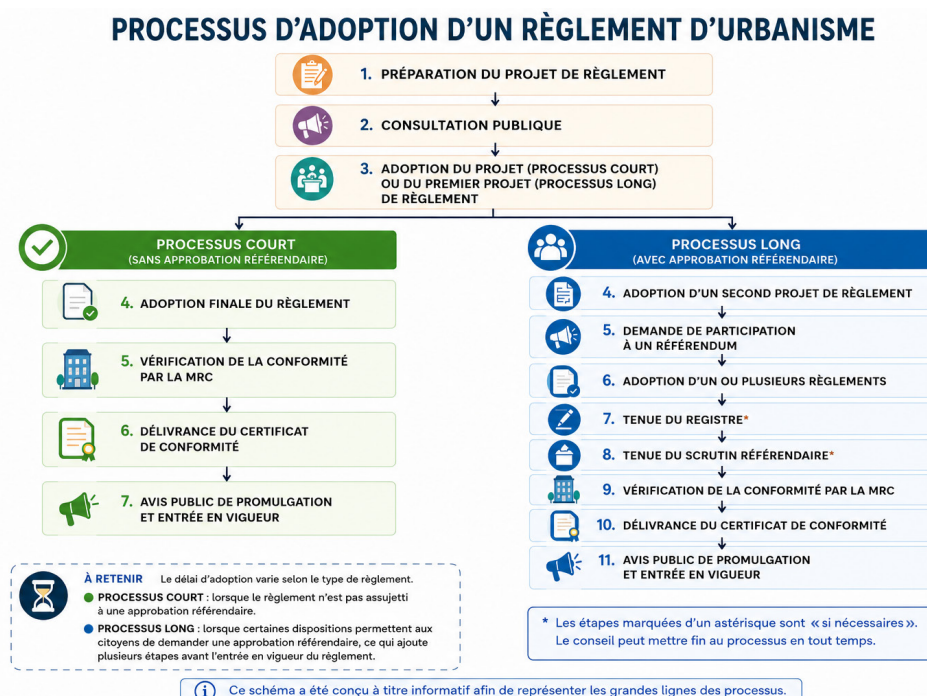 PROCESSUS D'ADOPTION D'UN RÈGLEMENT D'URBANISME
1. PRÉPARATION DU PROJET DE RÈGLEMENT
2. CONSULTATION PUBLIQUE
3. ADOPTION DU PROJET (PROCESSUS COURT)
OU DU PREMIER PROJET (PROCESSUS LONG)
DE RÈGLEMENT
PROCESSUS COURT
(SANS APPROBATION RÉFÉRENDAIRE)
4. ADOPTION FINALE DU RÈGLEMENT
5. VÉRIFICATION DE LA CONFORMITÉ
PAR LA MRC
6. DÉLIVRANCE DU CERTIFICAT
DE CONFORMITÉ
7. AVIS PUBLIC DE PROMULGATION
ET ENTRÉE EN VIGUEUR
PROCESSUS LONG
(AVEC APPROBATION RÉFÉRENDAIRE)
4. ADOPTION D'UN SECOND PROJET DE RÈGLEMENT
5. DEMANDE DE PARTICIPATION
À UN RÉFÉRENDUM
6. ADOPTION D'UN OU PLUSIEURS RÈGLEMENTS
7. TENUE DU REGISTRE*
8. TENUE DU SCRUTIN RÉFÉRENDAIRE*
9. VÉRIFICATION DE LA CONFORMITÉ PAR LA MRC
10. DÉLIVRANCE DU CERTIFICAT DE CONFORMITÉ
11. AVIS PUBLIC DE PROMULGATION
ET ENTRÉE EN VIGUEUR
À RETENIR Le délai d'adoption varie selon le type de règlement.
PROCESSUS COURT : lorsque le règlement n'est pas assujetti
à une approbation référendaire.
PROCESSUS LONG : lorsque certaines dispositions permettent aux
citoyens de demander une approbation référendaire, ce qui ajoute
plusieurs étapes avant l'entrée en vigueur du règlement.
* Les étapes marquées d'un astérisque sont « si nécessaires ».
Le conseil peut mettre fin au processus en tout temps.
Ce schéma a été conçu à titre informatif afin de représenter les grandes lignes des processus.